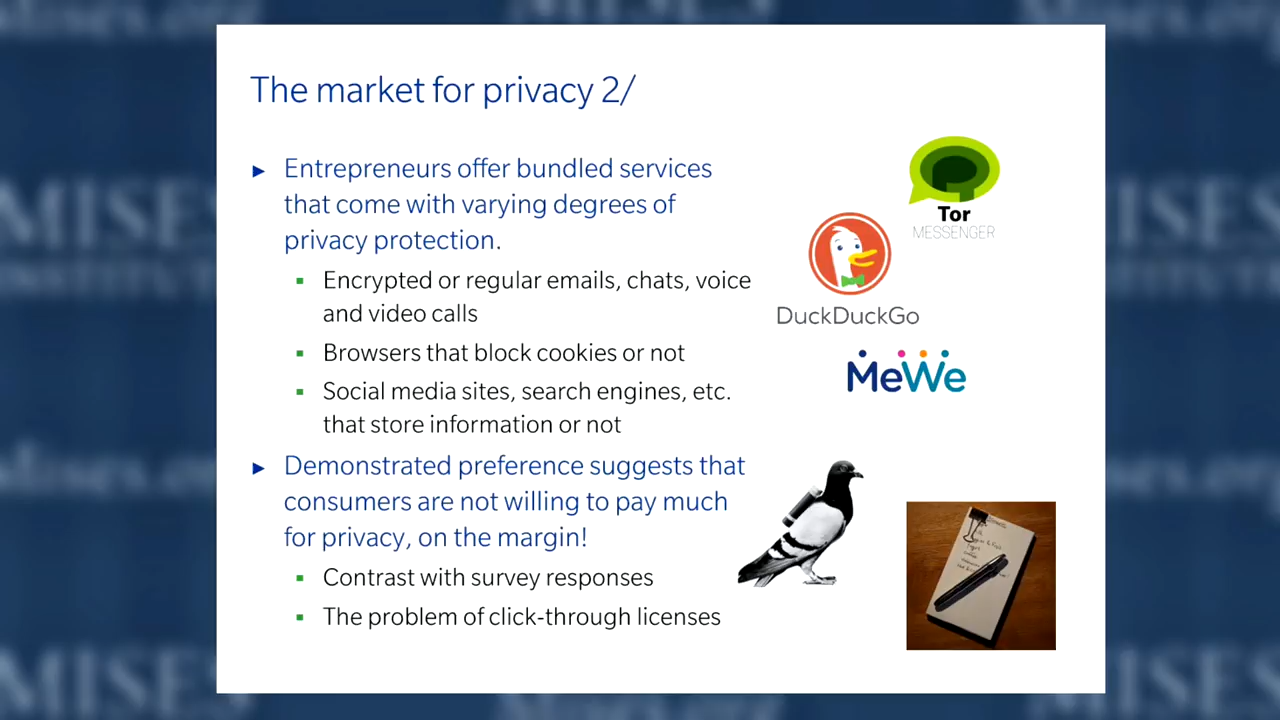 The market for privacy 2/
► Entrepreneurs offer bundled services
that come with varying degrees of
privacy protection.
▪ Encrypted or regular emails, chats, voice
and video calls
▪ Browsers that block cookies or not
▪ Social media sites, search engines, etc.
that store information or not
► Demonstrated preference suggests that
consumers are not willing to pay much
for privacy, on the margin!
▪ Contrast with survey responses
▪ The problem of click-through licenses
Tor
MESSENGER
DuckDuckGo
MeWe
Mises.org
MISES